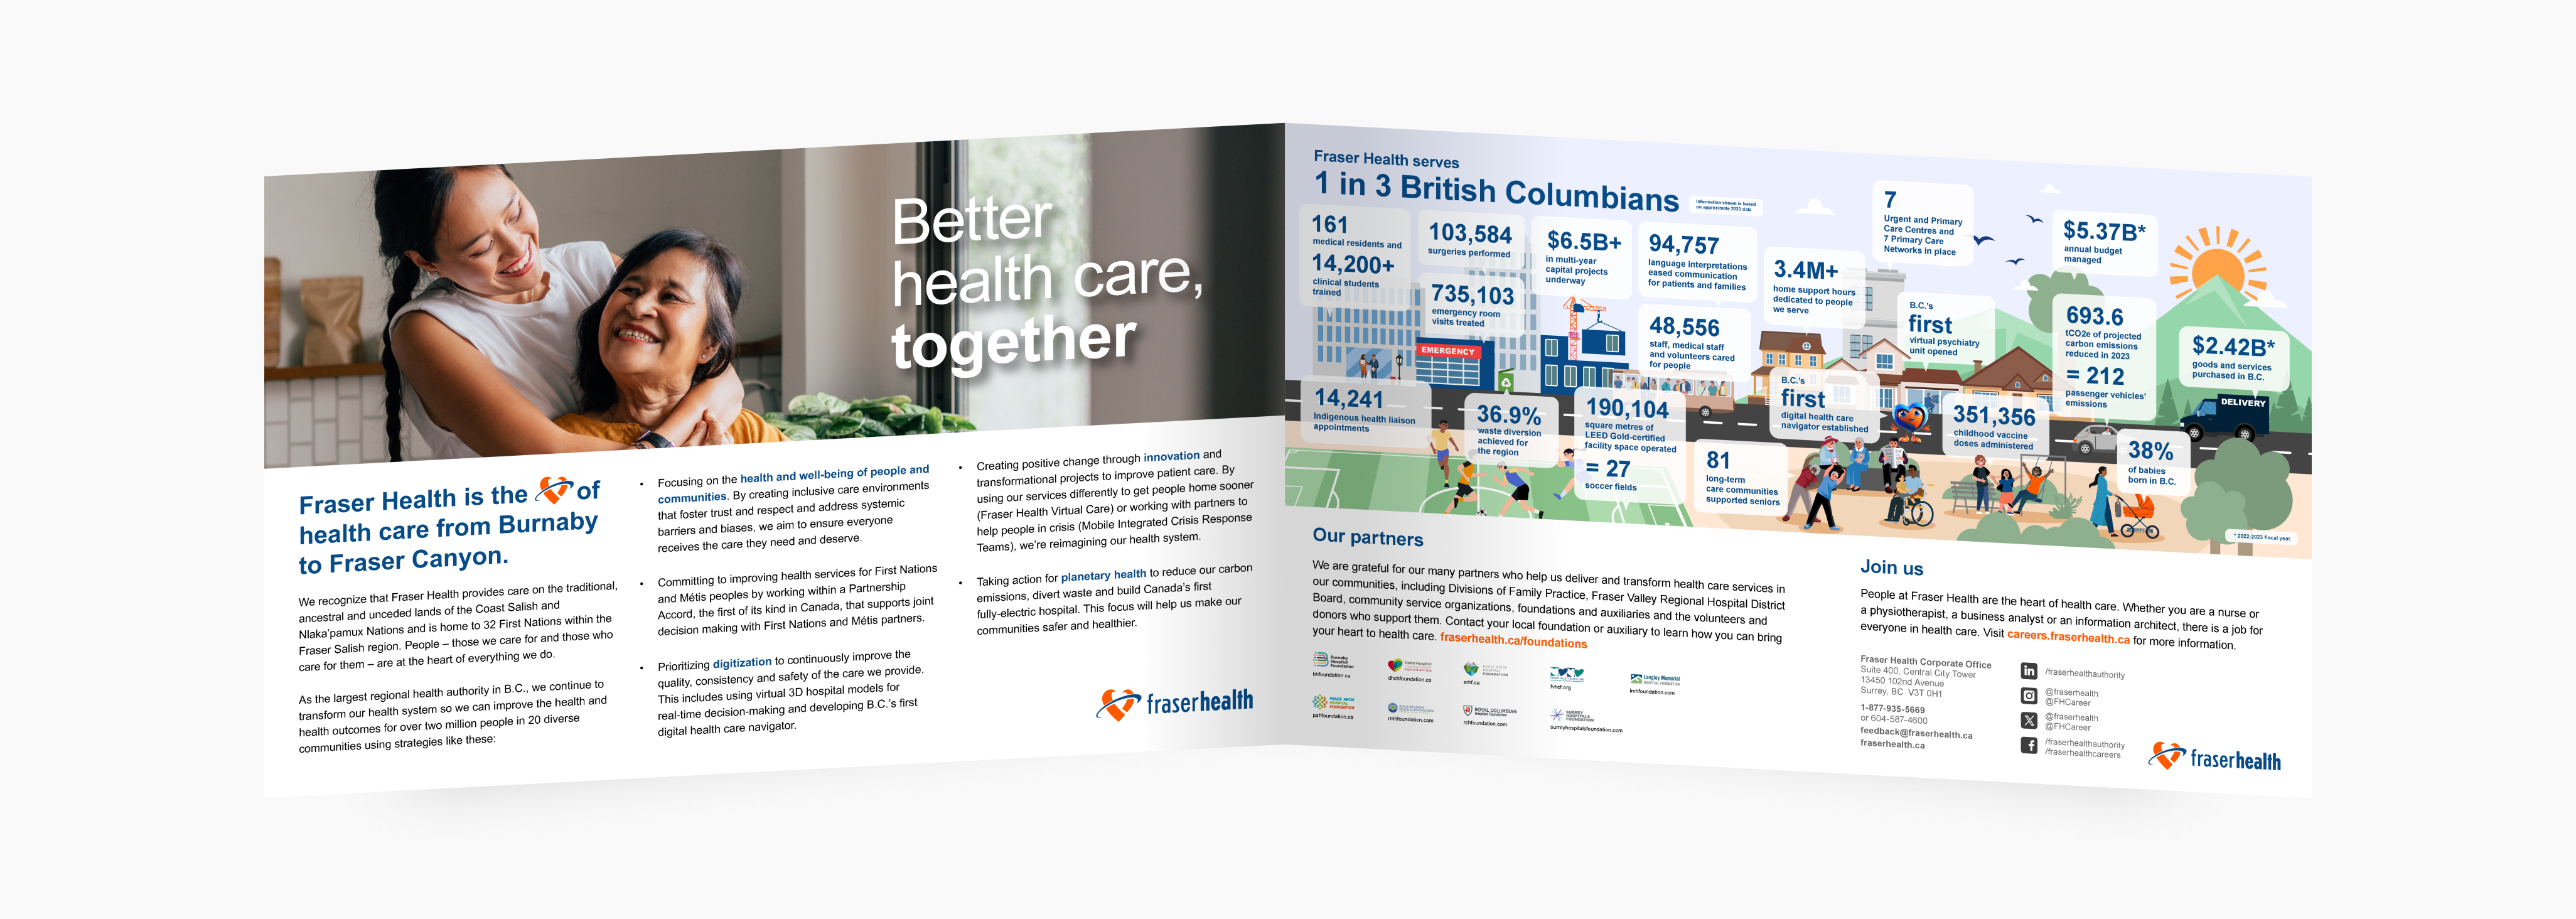 Better
health care,
together
Fraser Health is the of
health care from Burnaby
to Fraser Canyon.
We recognize that Fraser Health provides care on the traditional,
ancestral and unceded lands of the Coast Salish and
Nlaka'pamux Nations and is home to 32 First Nations within the
Fraser Salish region. People – those we care for and those who
care for them – are at the heart of everything we do.
As the largest regional health authority in B.C., we continue to
transform our health system so we can improve the health and
health outcomes for over two million people in 20 diverse
communities using strategies like these:
• Focusing on the health and well-being of people and
communities. By creating inclusive care environments
that foster trust and respect and address systemic
barriers and biases, we aim to ensure everyone
receives the care they need and deserve.
• Committing to improving health services for First Nations
and Métis peoples by working within a Partnership
Accord, the first of its kind in Canada, that supports joint
decision making with First Nations and Métis partners.
• Prioritizing digitization to continuously improve the
quality, consistency and safety of the care we provide.
This includes using virtual 3D hospital models for
real-time decision-making and developing B.C.'s first
digital health care navigator.
• Creating positive change through innovation and
transformational projects to improve patient care. By
using our services differently to get people home sooner
(Fraser Health Virtual Care) or working with partners to
help people in crisis (Mobile Integrated Crisis Response
Teams), we're reimagining our health system.
• Taking action for planetary health to reduce our carbon
emissions, divert waste and build Canada's first
fully-electric hospital. This focus will help us make our
communities safer and healthier.
fraserhealth
Fraser Health serves
1 in 3 British Columbians
Information shown is based
on approximate 2023 data
161
medical residents and
14,200+
clinical students
trained
103,584
surgeries performed
735,103
emergency room
visits treated
$6.5B+
in multi-year
capital projects
underway
94,757
language interpretations
eased communication
for patients and families
48,556
staff, medical staff
and volunteers cared
for people
3.4M+
home support hours
dedicated to people
we serve
7
Urgent and Primary
Care Centres and
7 Primary Care
Networks in place
B.C.'s
first
virtual psychiatry
unit opened
$5.37B*
annual budget
managed
693.6
tCO2e of projected
carbon emissions
reduced in 2023
= 212
passenger vehicles'
emissions
$2.42B*
goods and services
purchased in B.C.
EMERGENCY
DELIVERY
14,241
Indigenous health liaison
appointments
36.9%
waste diversion
achieved for
the region
190,104
square metres of
LEED Gold-certified
facility space operated
= 27
soccer fields
81
long-term
care communities
supported seniors
B.C.'s
first
digital health care
navigator established
351,356
childhood vaccine
doses administered
38%
of babies
born in B.C.
* 2022-2023 fiscal year.
Our partners
We are grateful for our many partners who help us deliver and transform health care services in
our communities, including Divisions of Family Practice, Fraser Valley Regional Hospital District
Board, community service organizations, foundations and auxiliaries and the volunteers and
donors who support them. Contact your local foundation or auxiliary to learn how you can bring
your heart to health care. fraserhealth.ca/foundations
Burnaby
Hospital
Foundation
bhfoundation.ca
Delta Hospital
FOUNDATION
dhchfoundation.ca
EAGLE RIDGE
HOSPITAL
FOUNDATION
erhf.ca
fvhcf.org
Langley Memorial
HOSPITAL FOUNDATION
lmhfoundation.com
PEACE ARCH
HOSPITAL
FOUNDATION
pahfoundation.ca
rmhfoundation.com
ROYAL COLUMBIAN
HOSPITAL FOUNDATION
rchfoundation.com
SURREY
HOSPITALS
FOUNDATION
surreyhospitalsfoundation.com
Join us
People at Fraser Health are the heart of health care. Whether you are a nurse or
a physiotherapist, a business analyst or an information architect, there is a job for
everyone in health care. Visit careers.fraserhealth.ca for more information.
Fraser Health Corporate Office
Suite 400, Central City Tower
13450 102nd Avenue
Surrey, BC V3T 0H1
1-877-935-5669
or 604-587-4600
feedback@fraserhealth.ca
fraserhealth.ca
in
/fraserhealthauthority
@fraserhealth
@FHCareer
X
@fraserhealth
@FHCareer
f
/fraserhealthauthority
/fraserhealthcareers
fraserhealth